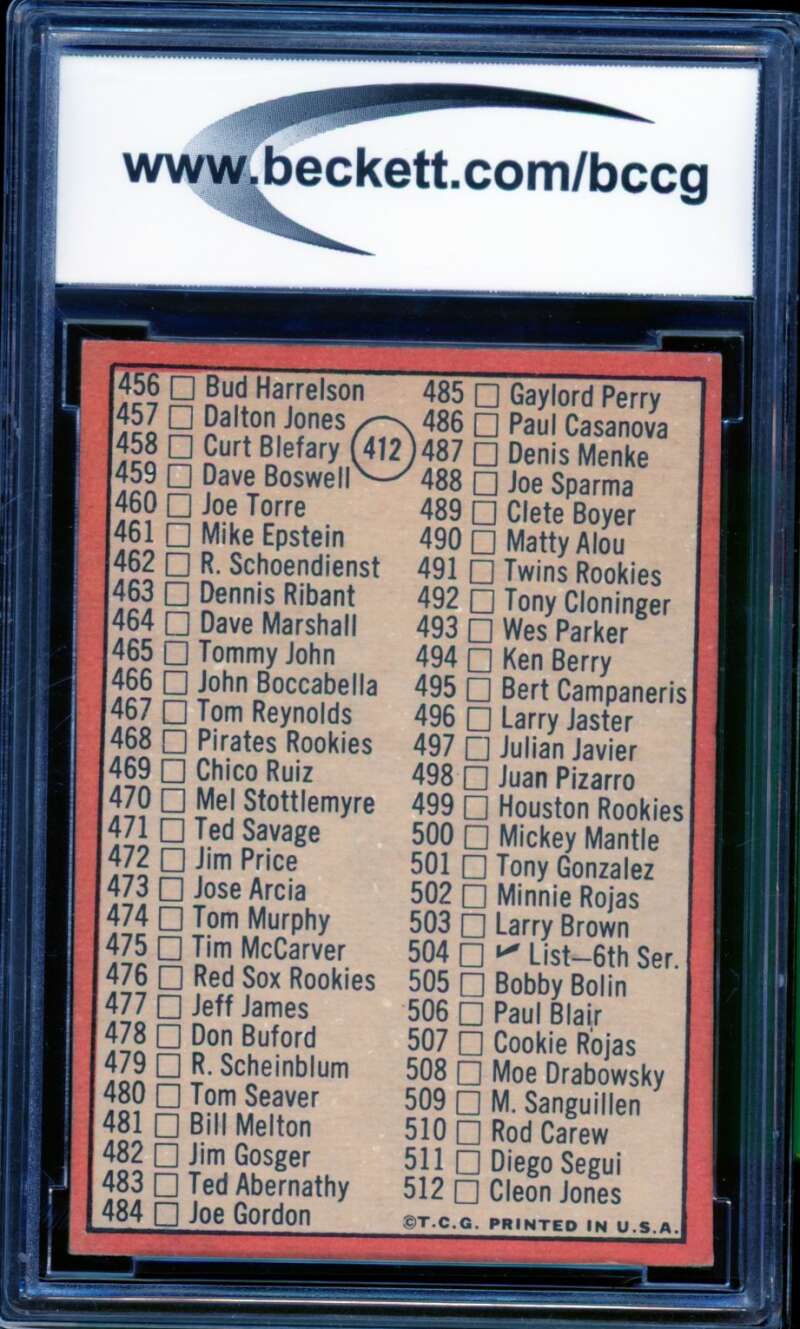 www.beckett.com/bccg
456 Bud Harrelson
457 Dalton Jones
458 Curt Blefary
459 Dave Boswell
460 Joe Torre
461 Mike Epstein
462 R. Schoendienst
463 Dennis Ribant
464 Dave Marshall
465 Tommy John
466 John Boccabella
467 Tom Reynolds
468 Pirates Rookies
469 Chico Ruiz
470 Mel Stottlemyre
471 Ted Savage
472 Jim Price
473 Jose Arcia
474 Tom Murphy
475 Tim McCarver
476 Red Sox Rookies
477 Jeff James
478 Don Buford
479 R. Scheinblum
480 Tom Seaver
481 Bill Melton
482 Jim Gosger
483 Ted Abernathy
484 Joe Gordon
412
485 Gaylord Perry
486 Paul Casanova
487 Denis Menke
488 Joe Sparma
489 Clete Boyer
490 Matty Alou
491 Twins Rookies
492 Tony Cloninger
493 Wes Parker
494 Ken Berry
495 Bert Campaneris
496 Larry Jaster
497 Julian Javier
498 Juan Pizarro
499 Houston Rookies
500 Mickey Mantle
501 Tony Gonzalez
502 Minnie Rojas
503 Larry Brown
504 ✓ List—6th Ser.
505 Bobby Bolin
506 Paul Blair
507 Cookie Rojas
508 Moe Drabowsky
509 M. Sanguillen
510 Rod Carew
511 Diego Segui
512 Cleon Jones
©T.C.G. PRINTED IN U.S.A.